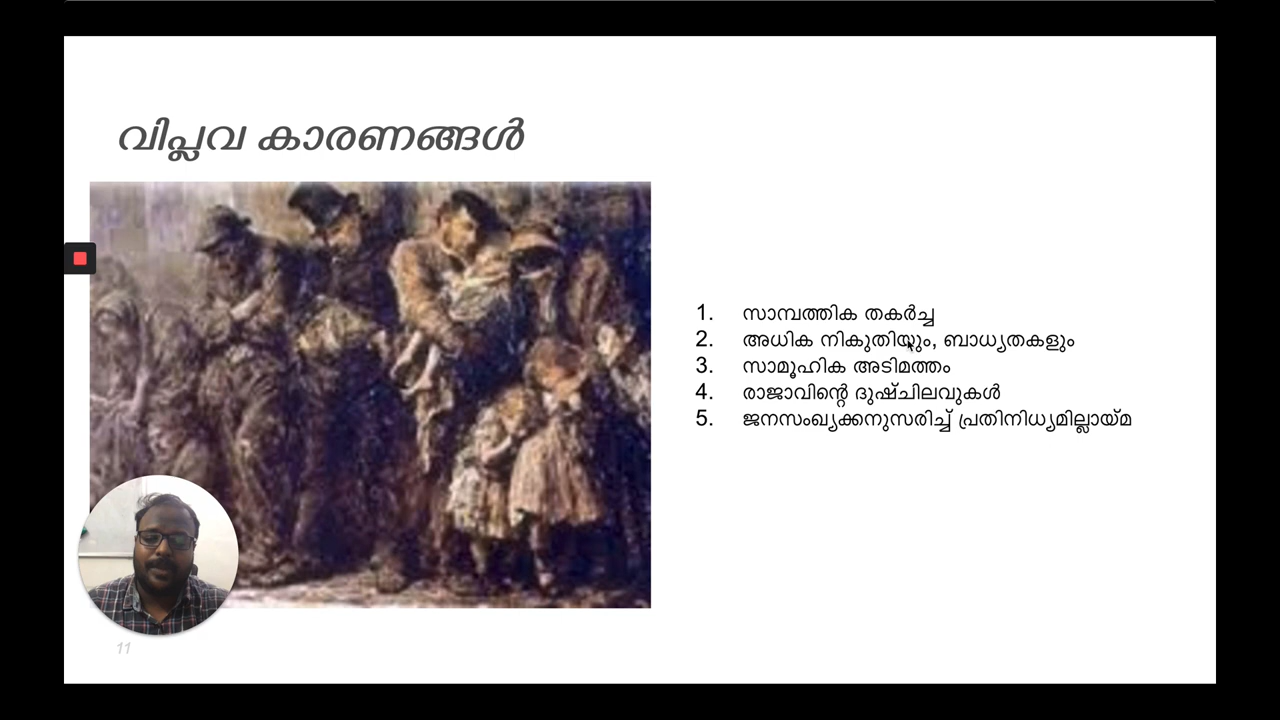 വിപ്ലവ കാരണങ്ങൾ
1. സാമ്പത്തിക തകർച്ച
2. അധിക നികുതിയും, ബാധ്യതകളും
3. സാമൂഹിക അടിമത്തം
4. രാജാവിന്റെ ദുഷ്ചിലവുകൾ
5. ജനസംഖ്യക്കനുസരിച്ച് പ്രതിനിധ്യമില്ലായ്മ
11